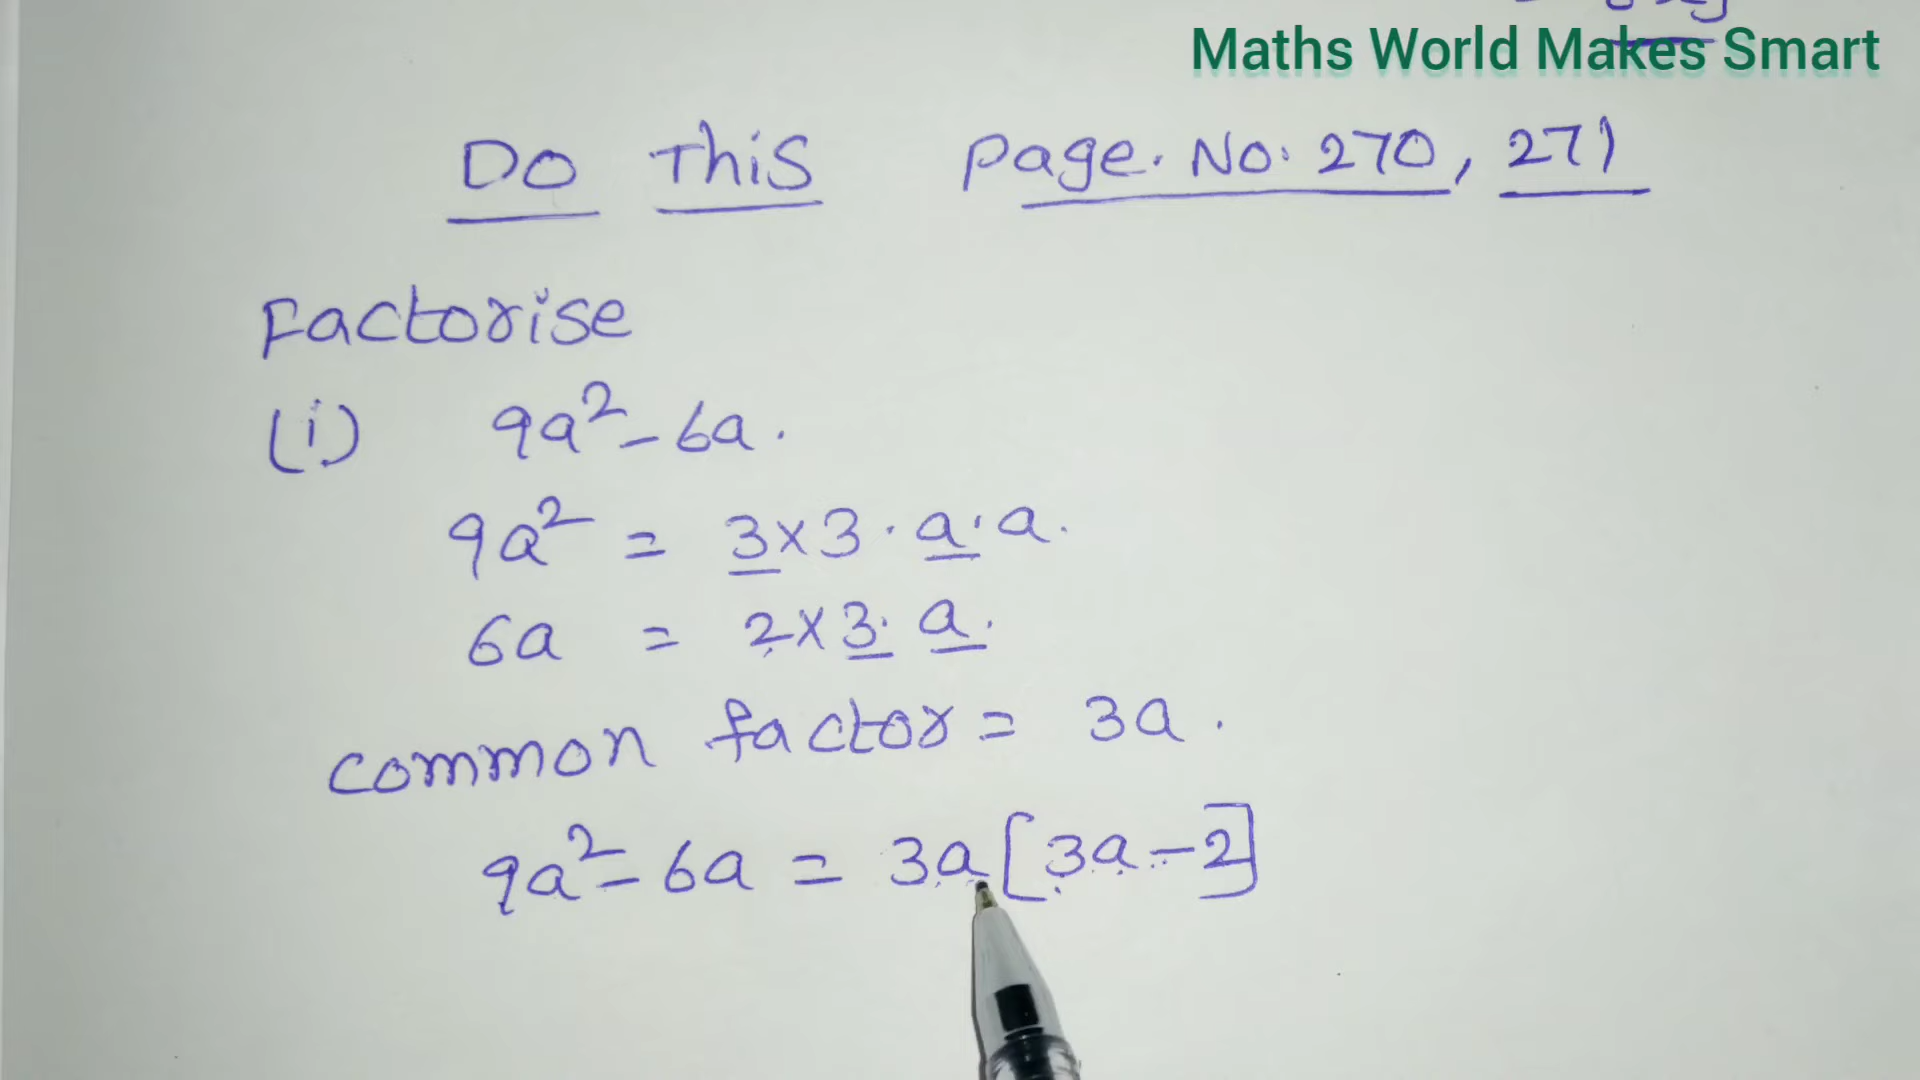 Maths World Makes Smart
Do This Page. No. 270, 271
Factorise
(i) 9a² - 6a.
9a² = 3×3·a·a.
6a = 2×3·a.
common factor = 3a.
9a² - 6a = 3a[3a-2]